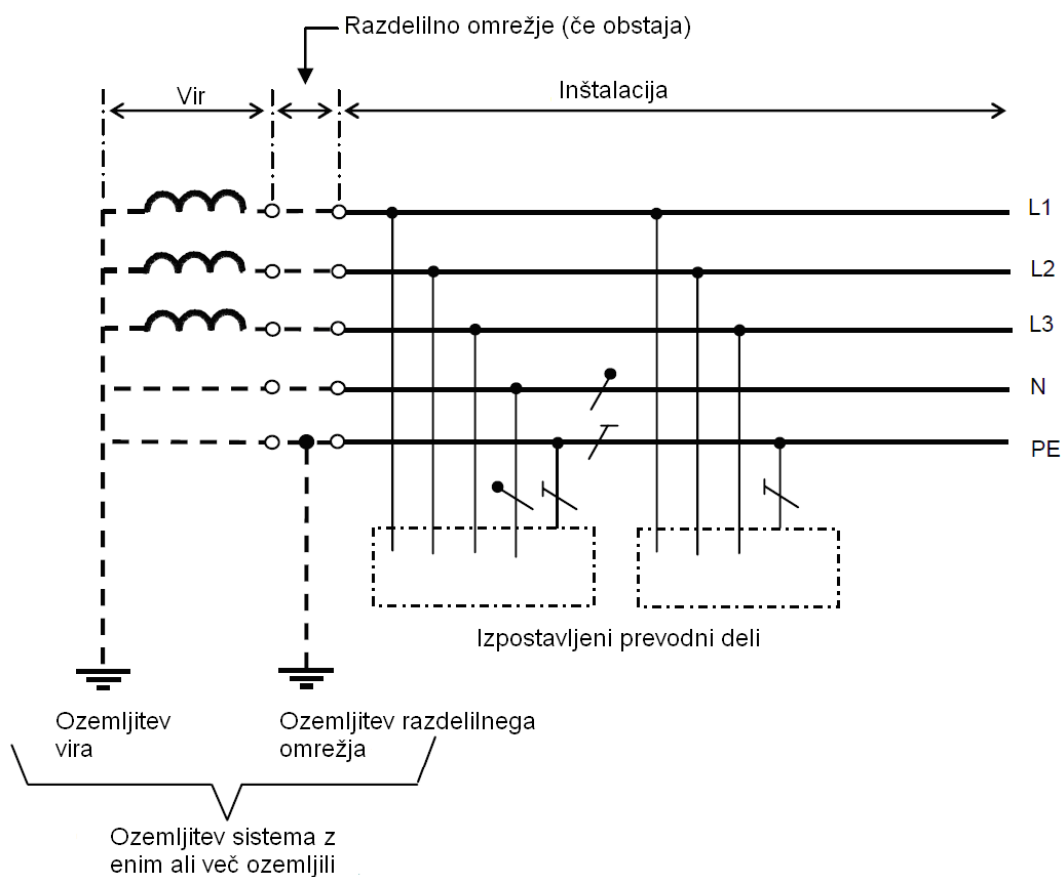 Razdelilno omrežje (če obstaja)
Vir
Inštalacija
L1
L2
L3
N
PE
Izpostavljeni prevodni deli
Ozemljitev
vira
Ozemljitev razdelilnega
omrežja
Ozemljitev sistema z
enim ali več ozemljili